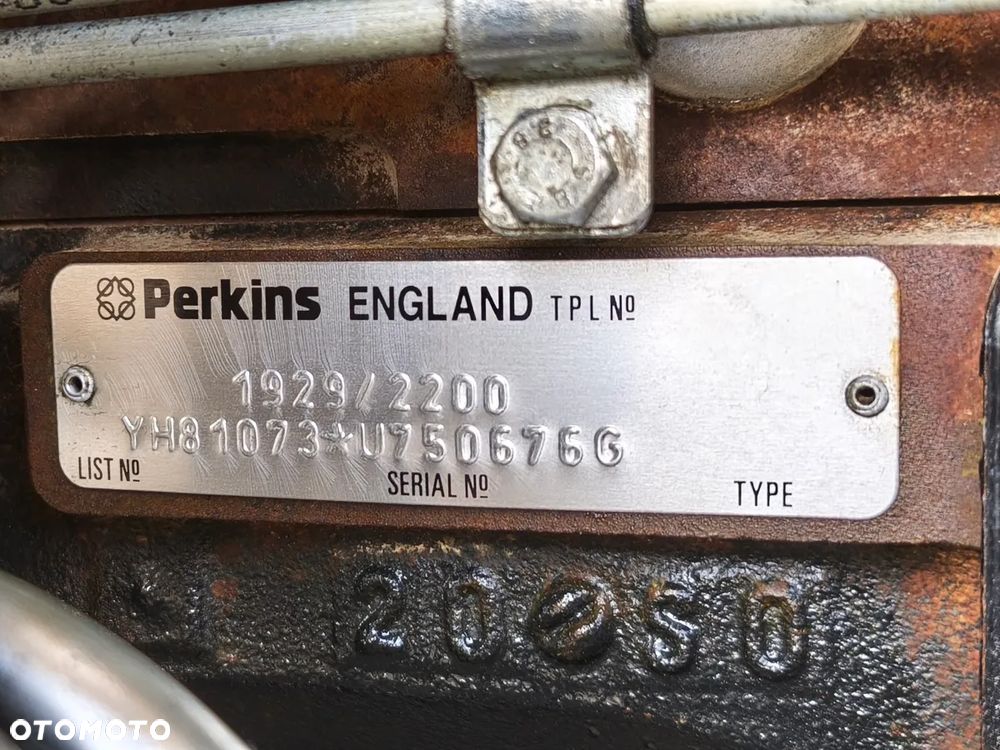 Perkins ENGLAND TPL Nº
1929/2200
YH81073*U750676G
LIST Nº SERIAL Nº TYPE
20 50
OTOMOTO